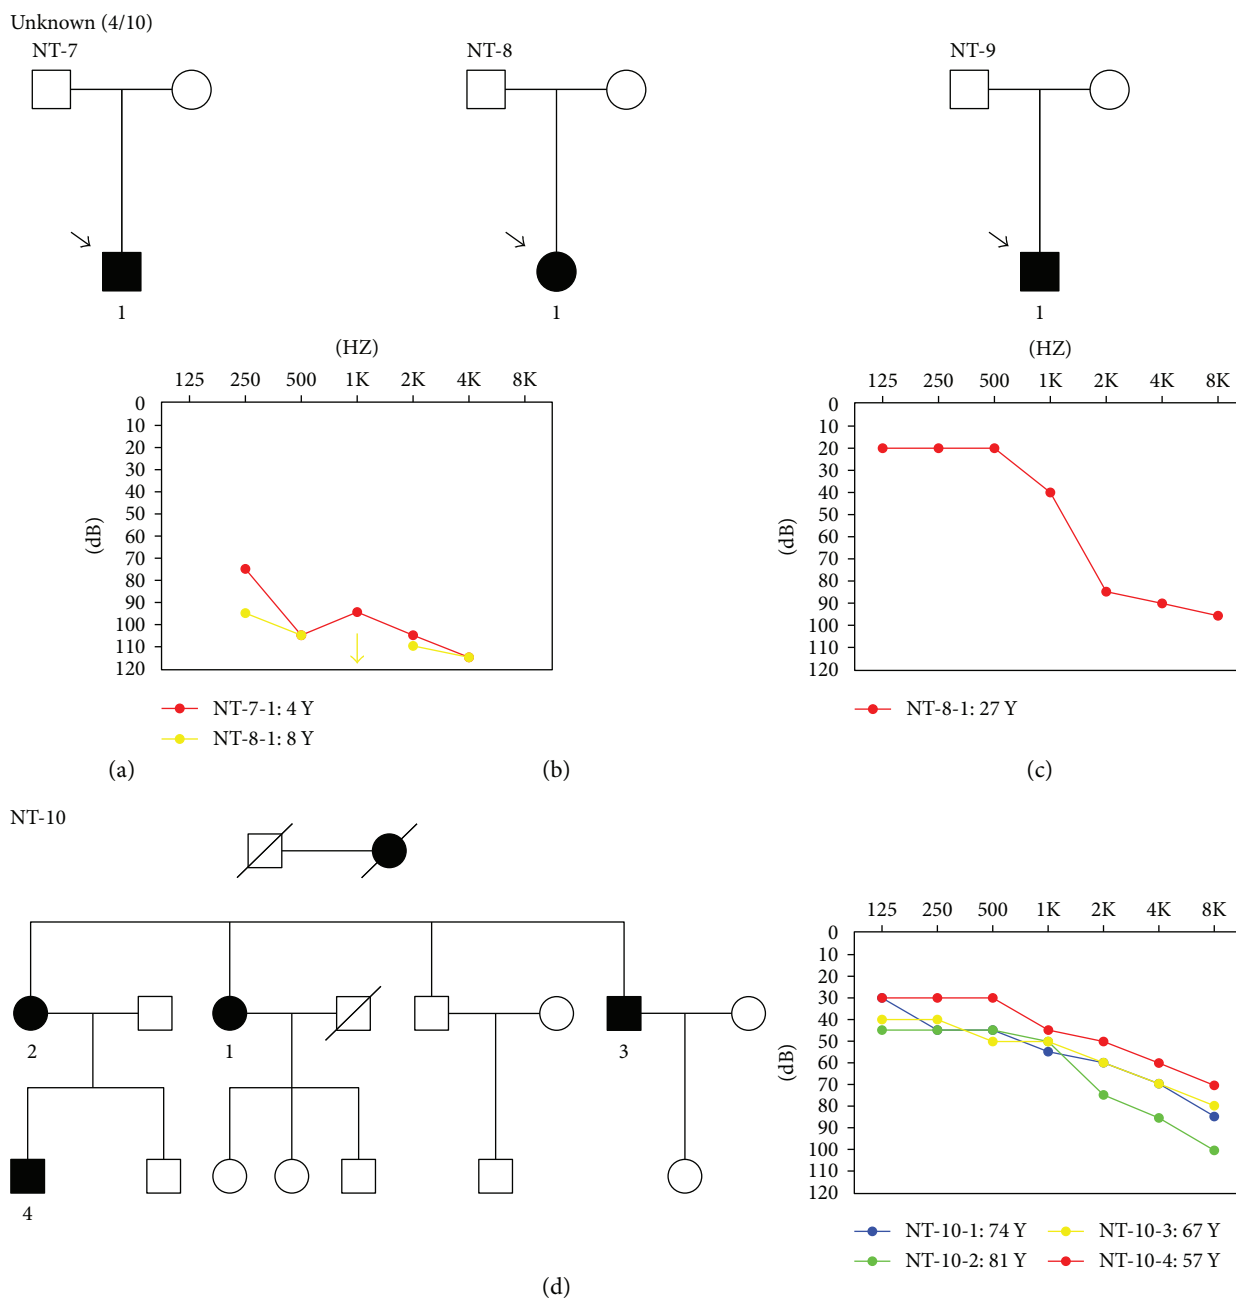 Unknown (4/10)
NT-7
NT-8
NT-9
1
1
1
(HZ)
125 250 500 1K 2K 4K 8K
0
10
20
30
40
50
60
70
80
90
100
110
120
(dB)
NT-7-1: 4 Y
NT-8-1: 8 Y
(a)
(b)
(HZ)
125 250 500 1K 2K 4K 8K
0
10
20
30
40
50
60
70
80
90
100
110
120
(dB)
NT-8-1: 27 Y
(c)
NT-10
2
1
3
4
125 250 500 1K 2K 4K 8K
0
10
20
30
40
50
60
70
80
90
100
110
120
(dB)
NT-10-1: 74 Y
NT-10-3: 67 Y
NT-10-2: 81 Y
NT-10-4: 57 Y
(d)